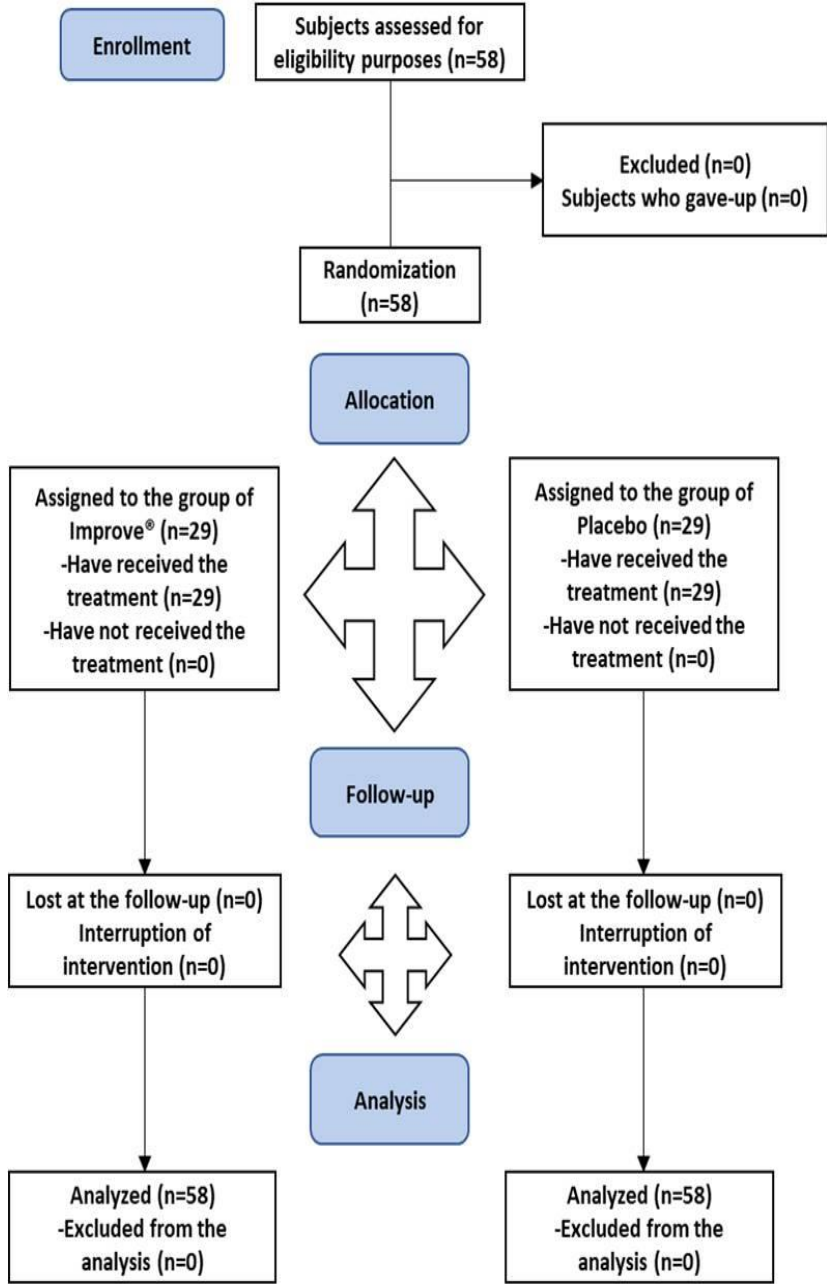 Enrollment
Subjects assessed for
eligibility purposes (n=58)
Excluded (n=0)
Subjects who gave-up (n=0)
Randomization
(n=58)
Allocation
Assigned to the group of
Improve® (n=29)
-Have received the
treatment (n=29)
-Have not received the
treatment (n=0)
Assigned to the group of
Placebo (n=29)
-Have received the
treatment (n=29)
-Have not received the
treatment (n=0)
Follow-up
Lost at the follow-up (n=0)
Interruption of
intervention (n=0)
Lost at the follow-up (n=0)
Interruption of
intervention (n=0)
Analysis
Analyzed (n=58)
-Excluded from the
analysis (n=0)
Analyzed (n=58)
-Excluded from the
analysis (n=0)